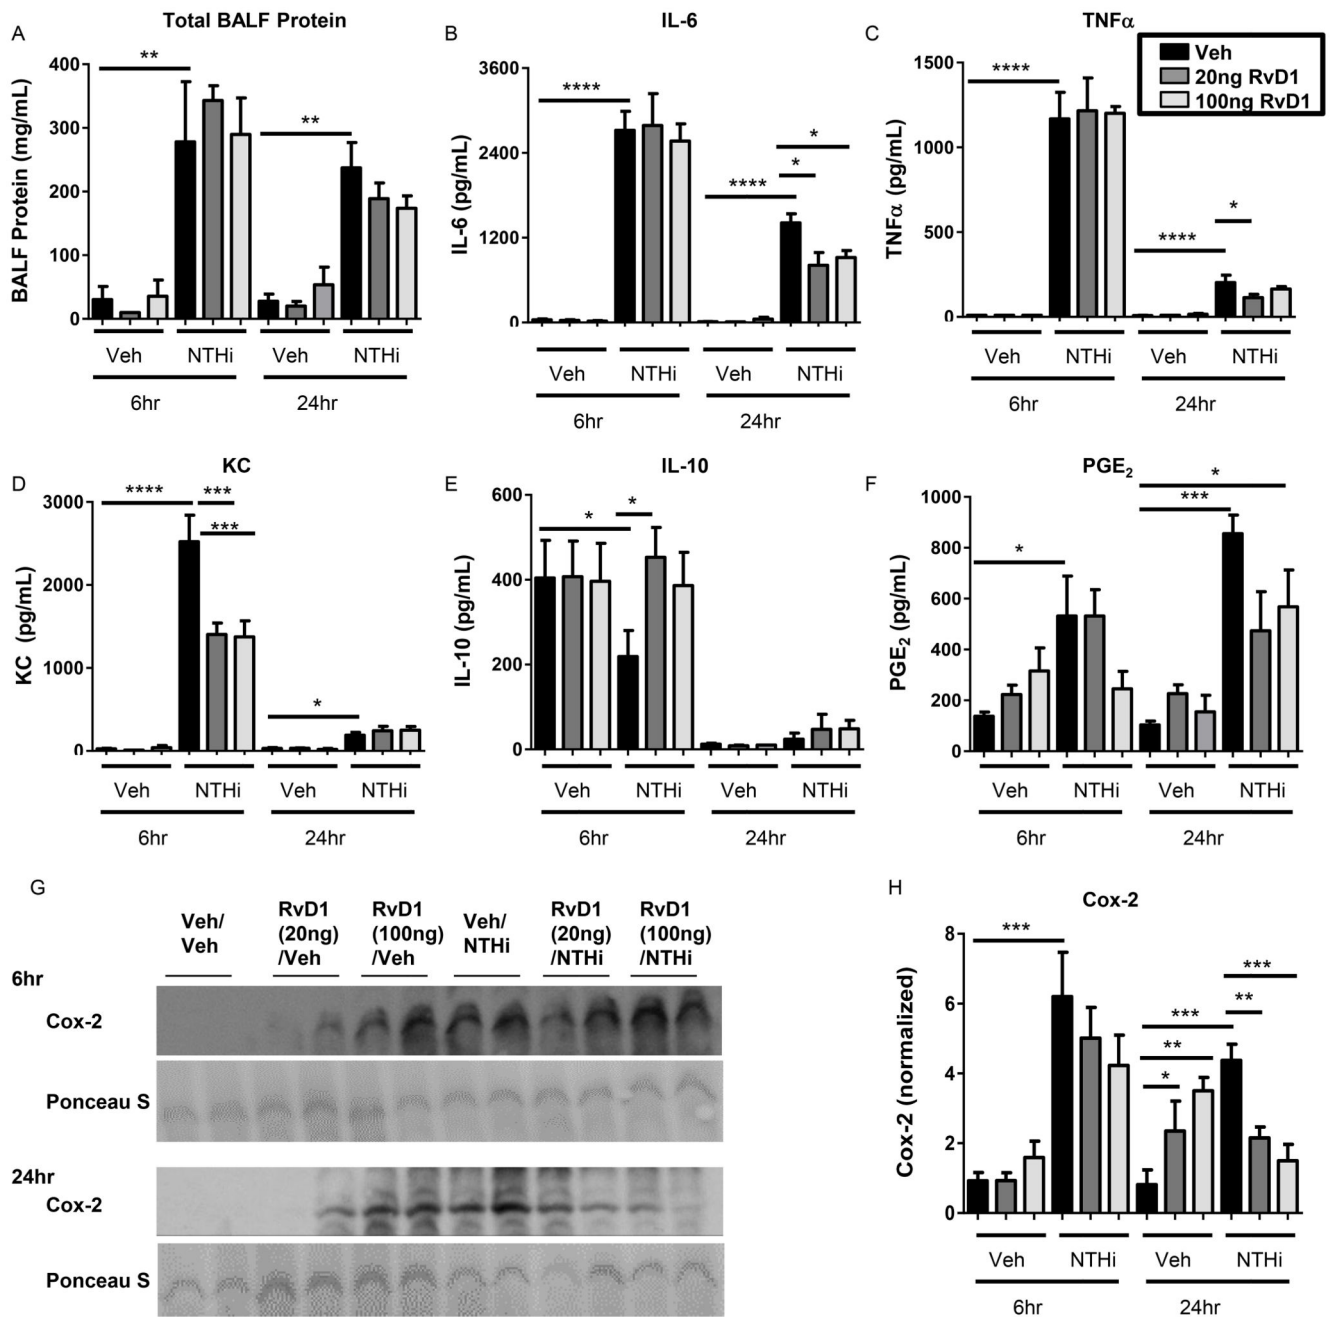 A
Total BALF Protein
BALF Protein (mg/mL)
400
300
200
100
0
**
**
Veh
NTHi
Veh
NTHi
6hr
24hr
B
IL-6
IL-6 (pg/mL)
3600
2400
1200
0
****
****
*
*
Veh
NTHi
Veh
NTHi
6hr
24hr
C
TNFα
TNFα (pg/mL)
1500
1000
500
0
****
****
*
Veh
20ng RvD1
100ng RvD1
Veh
NTHi
Veh
NTHi
6hr
24hr
D
KC
KC (pg/mL)
3000
2000
1000
0
****
***
***
*
Veh
NTHi
Veh
NTHi
6hr
24hr
E
IL-10
IL-10 (pg/mL)
600
400
200
0
*
*
Veh
NTHi
Veh
NTHi
6hr
24hr
F
PGE₂
PGE₂ (pg/mL)
1000
800
600
400
200
0
*
*
***
Veh
NTHi
Veh
NTHi
6hr
24hr
G
Veh/
Veh
RvD1
(20ng)
/Veh
RvD1
(100ng)
/Veh
Veh/
NTHi
RvD1
(20ng)
/NTHi
RvD1
(100ng)
/NTHi
6hr
Cox-2
Ponceau S
24hr
Cox-2
Ponceau S
H
Cox-2
Cox-2 (normalized)
8
6
4
2
0
***
***
**
***
**
*
Veh
NTHi
Veh
NTHi
6hr
24hr